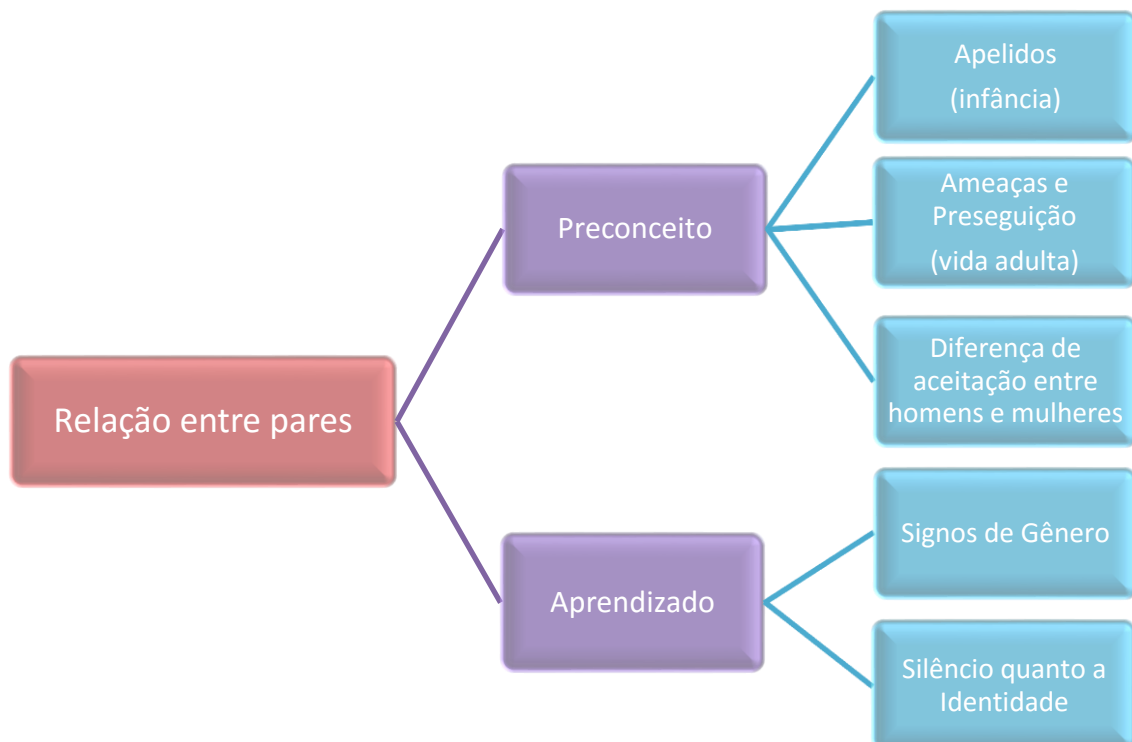 Relação entre pares
Preconceito
Apelidos
(infância)
Ameaças e
Preseguição
(vida adulta)
Diferença de
aceitação entre
homens e mulheres
Aprendizado
Signos de Gênero
Silêncio quanto a
Identidade